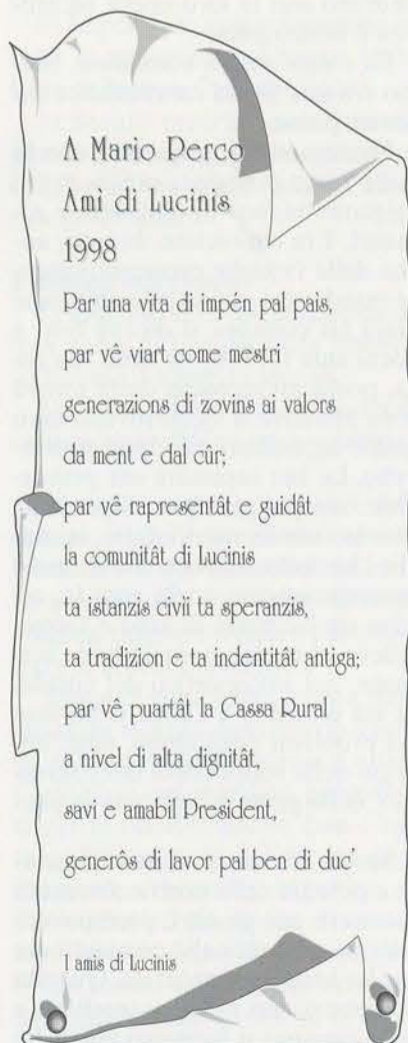 A Mario Perco
Amì di Lucinis
1998
Par una vita di impén pal paìs,
par vê viart come mestri
generazions di zovins ai valors
da ment e dal cûr;
par vê rapresentât e guidât
la comunitât di Lucinis
ta istanzis civii ta speranzis,
ta tradizion e ta indentitât antiga;
par vê puartât la Cassa Rural
a nivel di alta dignitât,
savi e amabil President,
generôs di lavor pal ben di duc'
I amis di Lucinis